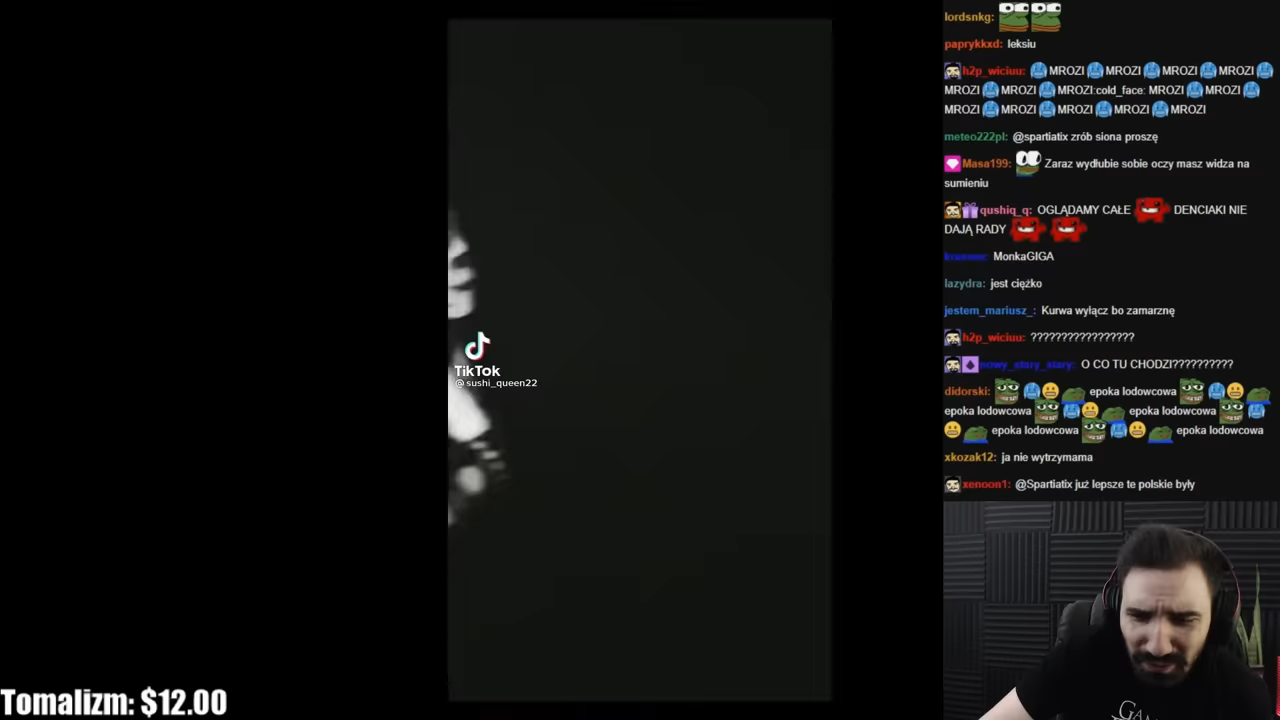 lordsnkg:
paprykkxd: leksiu
h2p_wiciuu: MROZI MROZI MROZI MROZI
MROZI MROZI MROZI:cold_face: MROZI MROZI
MROZI MROZI MROZI MROZI MROZI
meteo222pl: @spartiatix zrób siona proszę
Masa199: Zaraz wydłubie sobie oczy masz widza na
sumieniu
qushiq_q: OGLĄDAMY CAŁE DENCIAKI NIE
DAJĄ RADY
MonkaGIGA
lazydra: jest ciężko
jestem_mariusz_: Kurwa wyłącz bo zamarznę
h2p_wiciuu: ?????????????????
nowy_stary_stary: O CO TU CHODZI??????????
didorski: epoka lodowcowa
epoka lodowcowa epoka lodowcowa
epoka lodowcowa epoka lodowcowa
xkozak12: ja nie wytrzymama
xenoon1: @Spartiatix już lepsze te polskie były
TikTok
@sushi_queen22
Tomalizm: $12.00